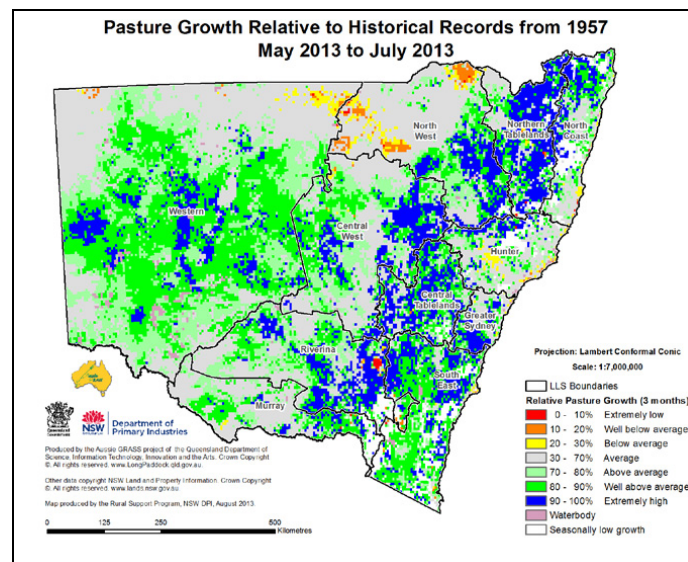 Pasture Growth Relative to Historical Records from 1957
May 2013 to July 2013
North
West
Northern
Tablelands
North
Coast
Western
Central
West
Hunter
Central
Tablelands
Greater
Sydney
Riverina
South
East
Murray
Projection: Lambert Conformal Conic
Scale: 1:7,000,000
LLS Boundaries
Relative Pasture Growth (3 months)
0 - 10% Extremely low
10 - 20% Well below average
20 - 30% Below average
30 - 70% Average
70 - 80% Above average
80 - 90% Well above average
90 - 100% Extremely high
Waterbody
Seasonally low growth
Queensland
Government
NSW
GOVERNMENT
Department of
Primary Industries
Produced by the Aussie GRASS project of the Queensland Department of
Science, Information Technology, Innovation and the Arts. Crown Copyright
© All rights reserved. www.LongPaddock.qld.gov.au.
Other data copyright NSW Land and Property Information. Crown Copyright
© All rights reserved. www.lands.nsw.gov.au
Map produced by the Rural Support Program, NSW DPI, August 2013.
0 125 250 500
Kilometres